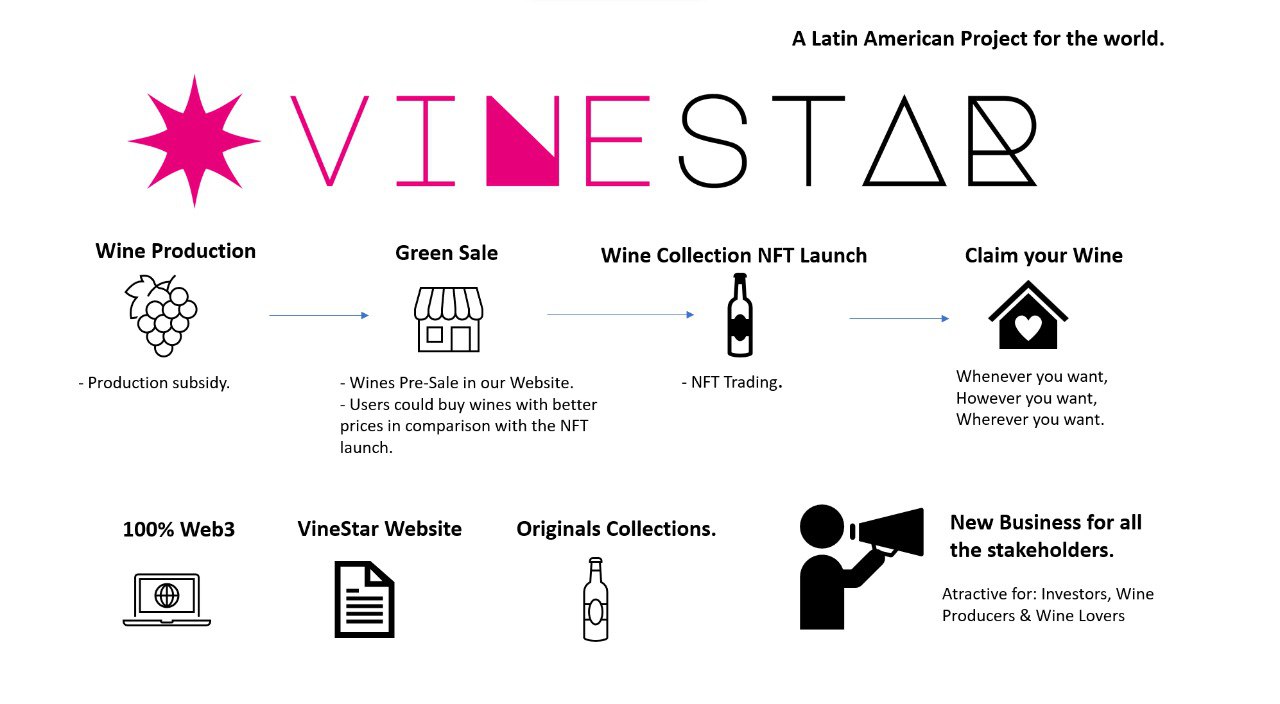 A Latin American Project for the world.
VINESTAR
Wine Production
Green Sale
Wine Collection NFT Launch
Claim your Wine
- Production subsidy.
- Wines Pre-Sale in our Website.
- Users could buy wines with better
prices in comparison with the NFT
launch.
- NFT Trading.
Whenever you want,
However you want,
Wherever you want.
100% Web3
VineStar Website
Originals Collections.
New Business for all
the stakeholders.
Atractive for: Investors, Wine
Producers & Wine Lovers